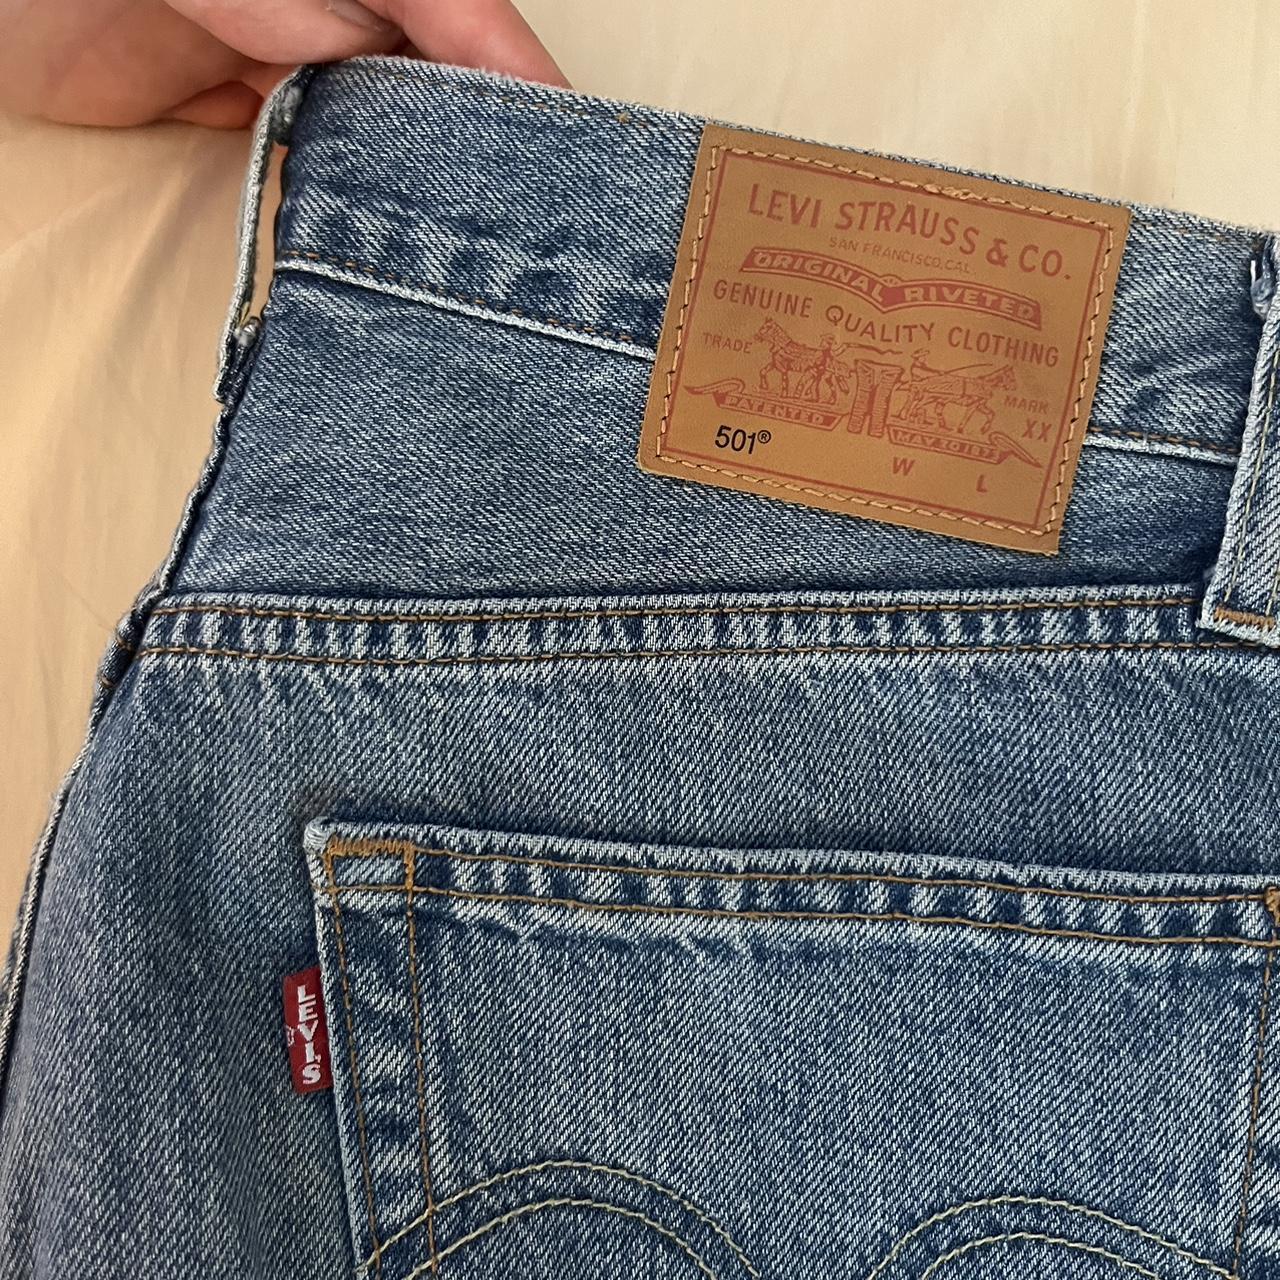 LEVI STRAUSS & CO.
SAN FRANCISCO, CAL.
ORIGINAL RIVETED
GENUINE QUALITY CLOTHING
TRADE MARK
PATENTED MAY 20 1873 XX
501®
W L
LEVI'S